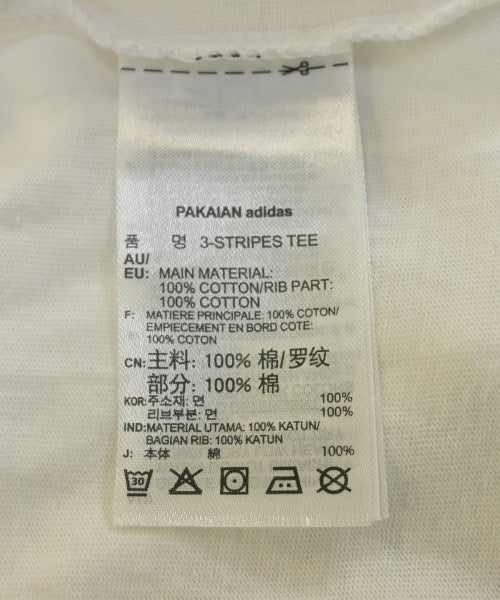 PAKAIAN adidas
품 명 3-STRIPES TEE
AU/
EU: MAIN MATERIAL:
100% COTTON/RIB PART:
100% COTTON
F: MATIÈRE PRINCIPALE: 100% COTON/
EMPIECEMENT EN BORD COTE:
100% COTON
CN: 主料: 100% 棉/罗纹
部分: 100% 棉
KOR: 주소재: 면 100%
리브부분: 면 100%
IND: MATERIAL UTAMA: 100% KATUN/
BAGIAN RIB: 100% KATUN
J: 本体 綿 100%
30